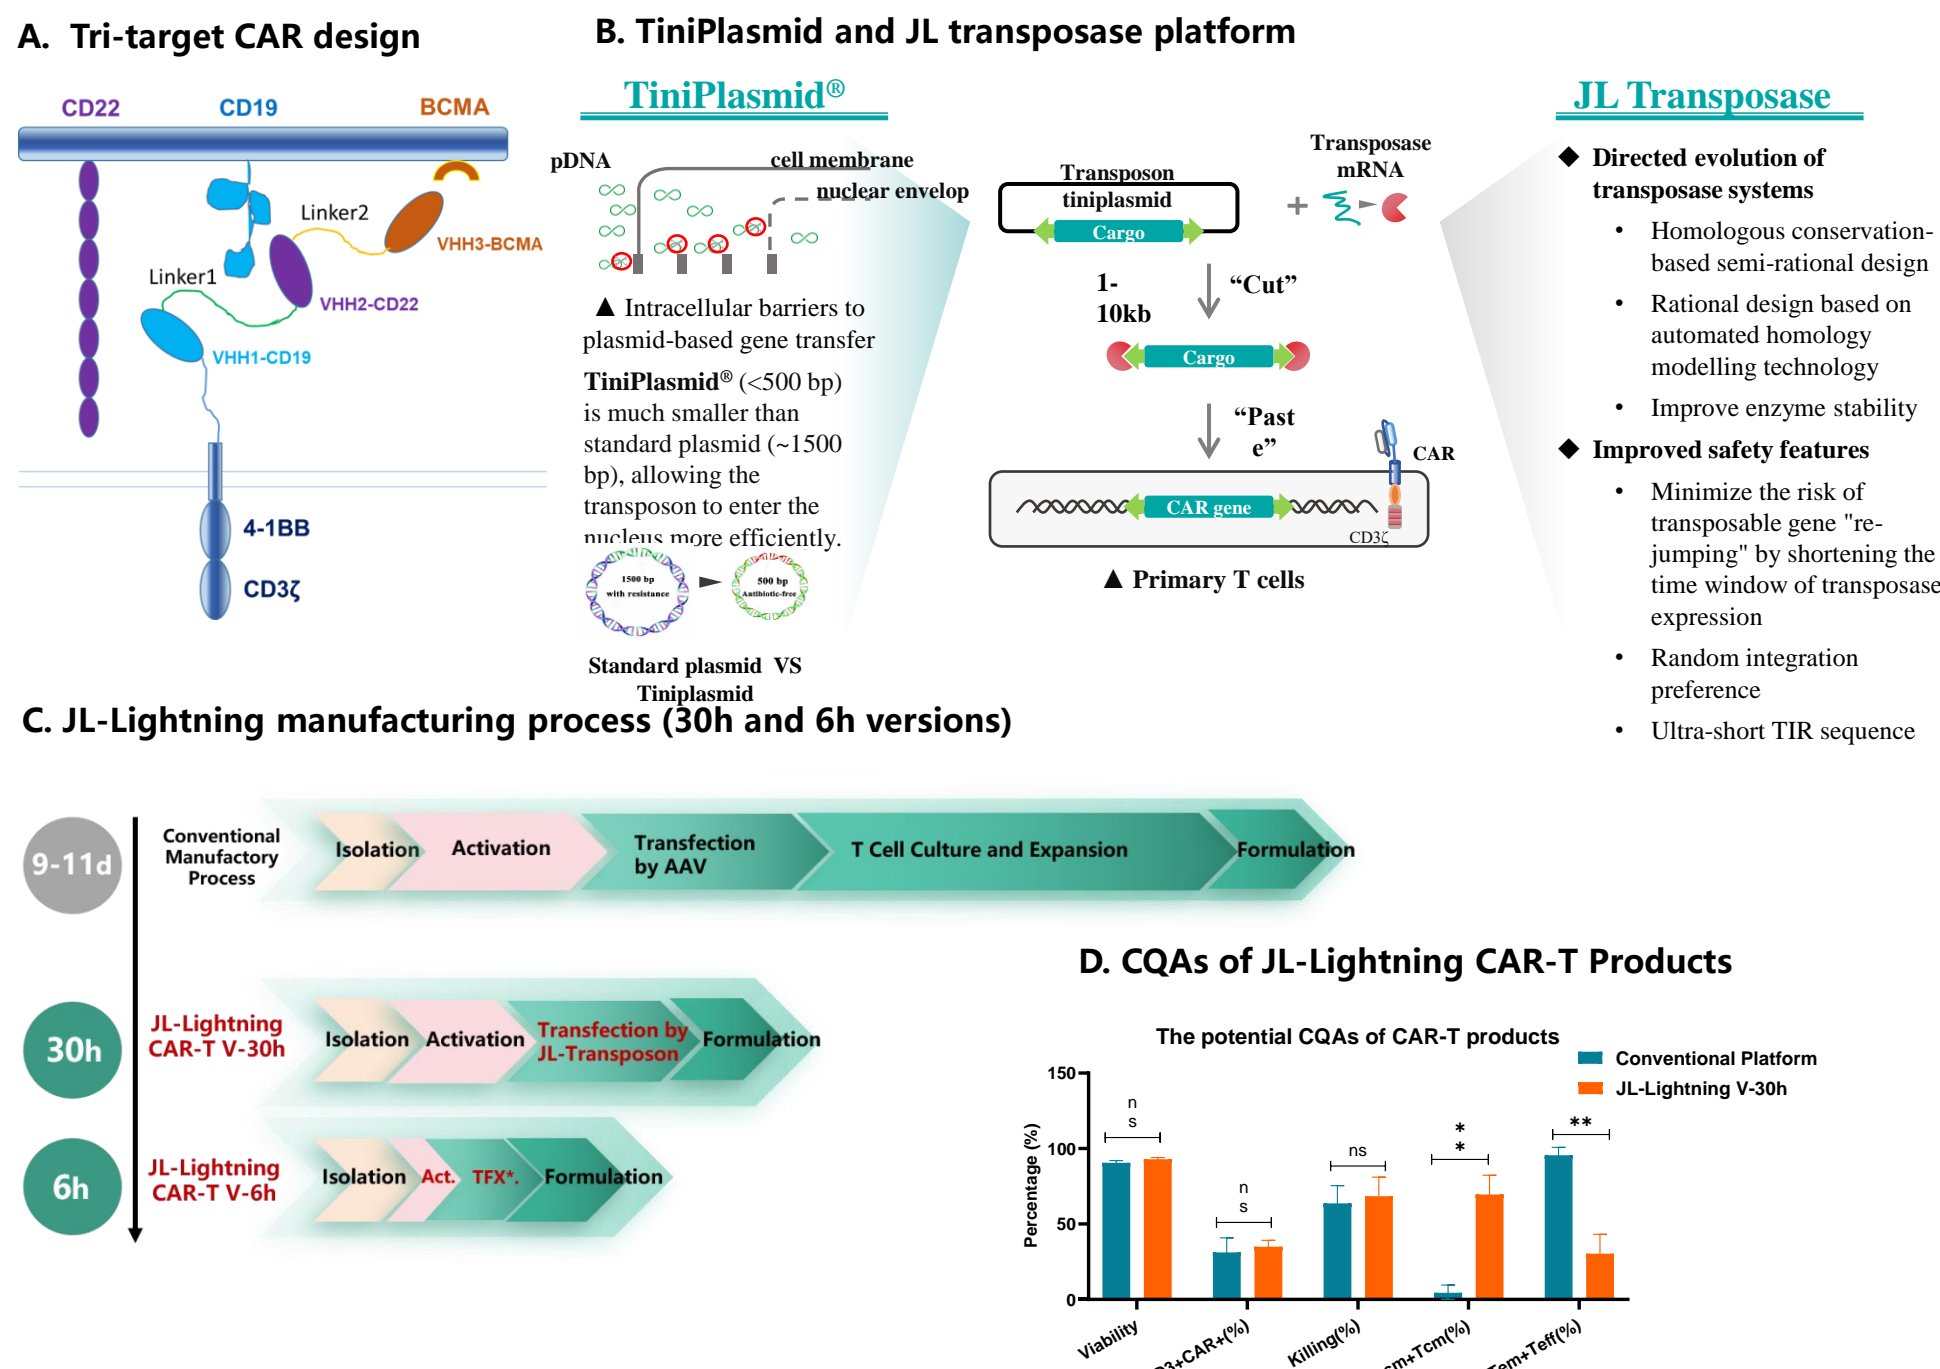 A. Tri-target CAR design
CD22
CD19
BCMA
Linker2
VHH3-BCMA
Linker1
VHH2-CD22
VHH1-CD19
4-1BB
CD3ζ
B. TiniPlasmid and JL transposase platform
TiniPlasmid®
pDNA
cell membrane
nuclear envelop
▲ Intracellular barriers to
plasmid-based gene transfer
TiniPlasmid® (<500 bp)
is much smaller than
standard plasmid (~1500
bp), allowing the
transposon to enter the
nucleus more efficiently.
1500 bp
with resistance
500 bp
Antibiotic-free
Standard plasmid VS
Tiniplasmid
Transposon
tiniplasmid
Cargo
+
Transposase
mRNA
1-
10kb
“Cut”
Cargo
“Past
e”
CAR
CAR gene
CD3ζ
▲ Primary T cells
JL Transposase
◆ Directed evolution of
transposase systems
• Homologous conservation-
based semi-rational design
• Rational design based on
automated homology
modelling technology
• Improve enzyme stability
◆ Improved safety features
• Minimize the risk of
transposable gene "re-
jumping" by shortening the
time window of transposase
expression
• Random integration
preference
• Ultra-short TIR sequence
C. JL-Lightning manufacturing process (30h and 6h versions)
9-11d
Conventional
Manufactory
Process
Isolation
Activation
Transfection
by AAV
T Cell Culture and Expansion
Formulation
30h
JL-Lightning
CAR-T V-30h
Isolation
Activation
Transfection by
JL-Transposon
Formulation
6h
JL-Lightning
CAR-T V-6h
Isolation
Act.
TFX*.
Formulation
D. CQAs of JL-Lightning CAR-T Products
The potential CQAs of CAR-T products
Conventional Platform
JL-Lightning V-30h
Percentage (%)
150
100
50
0
n
s
n
s
ns
*
*
**
Viability
3+CAR+(%)
Killing(%)
m+Tcm(%)
Tem+Teff(%)